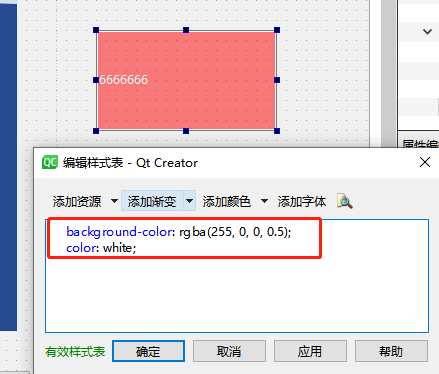 6666666
属性编
编辑样式表 - Qt Creator
添加资源 添加渐变 添加颜色 添加字体
background-color: rgba(255, 0, 0, 0.5);
color: white;
有效样式表 确定 取消 应用 帮助